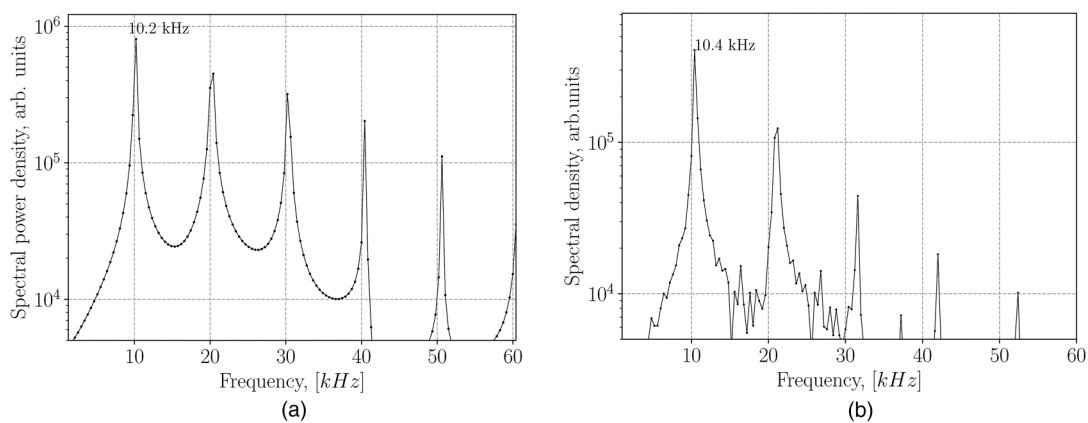 10.2 kHz
10^6
10^5
10^4
Spectral power density, arb. units
10 20 30 40 50 60
Frequency, [kHz]
(a)
10.4 kHz
10^5
10^4
Spectral density, arb.units
10 20 30 40 50 60
Frequency, [kHz]
(b)